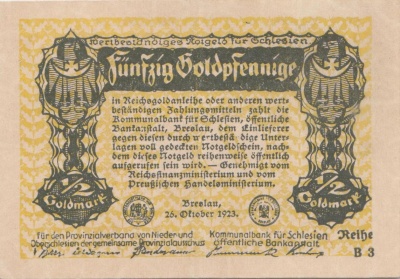 Wertbeständiges Notgeld für Schlesien
Fünfzig Goldpfennige
in Reichsgoldanleihe oder anderen wert-
beständigen Zahlungsmitteln zahlt die
Kommunalbank für Schlesien, öffentliche
Bankanstalt, Breslau, dem Einlieferer
gegen diesen durch wertbeständige Unter-
lagen voll gedeckten Notgeldschein, nach-
dem dieses Notgeld reihenweise öffentlich
aufgerufen sein wird. — Genehmigt vom
Reichsfinanzministerium und vom
Preußischen Handelsministerium.
1/2
Goldmark
1/2
Goldmark
Breslau,
26. Oktober 1923.
Für den Provinzialverband von Nieder- und
Oberschlesien der gemeinsame Provinzialausschuss
Kommunalbank für Schlesien
öffentliche Bankanstalt
Reihe
B 3